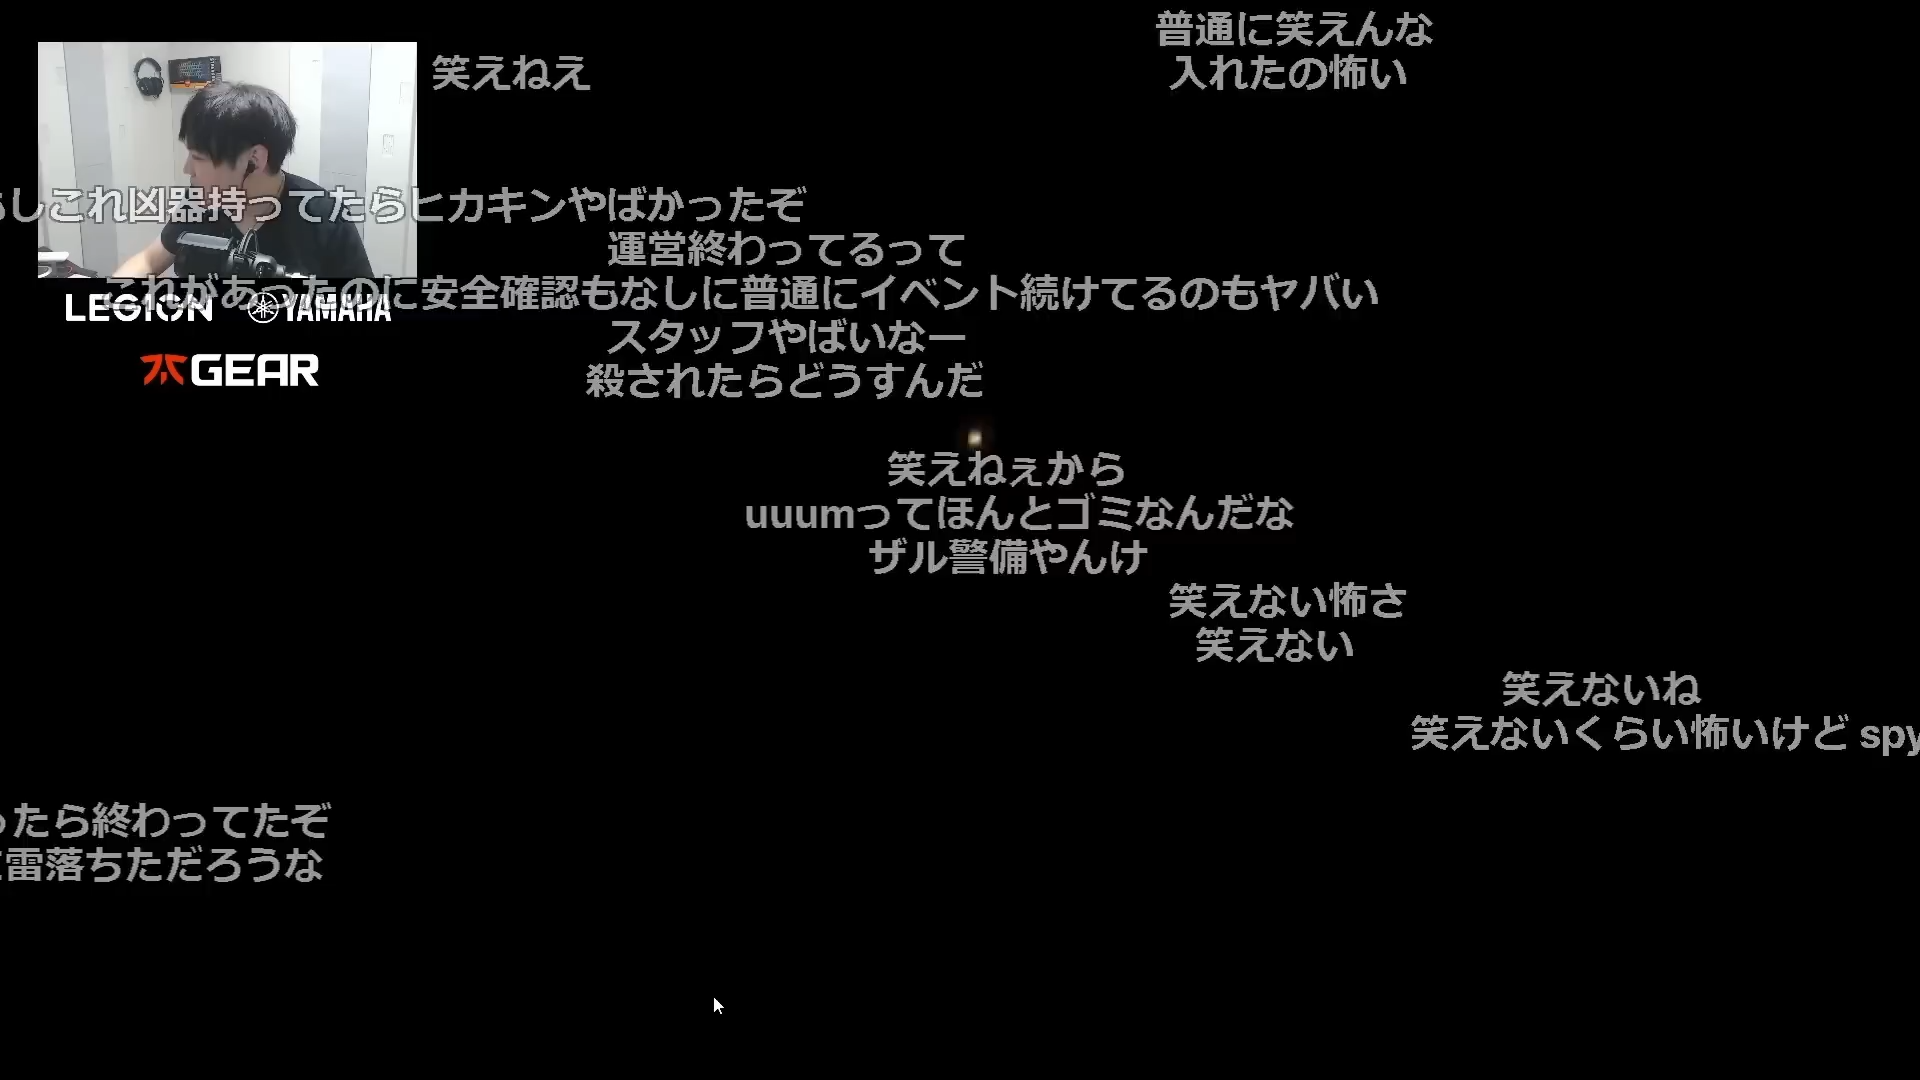 普通に笑えんな
笑えねえ
入れたの怖い
しこれ凶器持ってたらヒカキンやばかったぞ
運営終わってるって
これがあったのに安全確認もなしに普通にイベント続けてるのもヤバい
LEGION YAMAHA
スタッフやばいなー
GEAR
殺されたらどうすんだ
笑えねぇから
uuumってほんとゴミなんだな
ザル警備やんけ
笑えない怖さ
笑えない
笑えないね
笑えないくらい怖いけど spy
ったら終わってたぞ
雷落ちただろうな